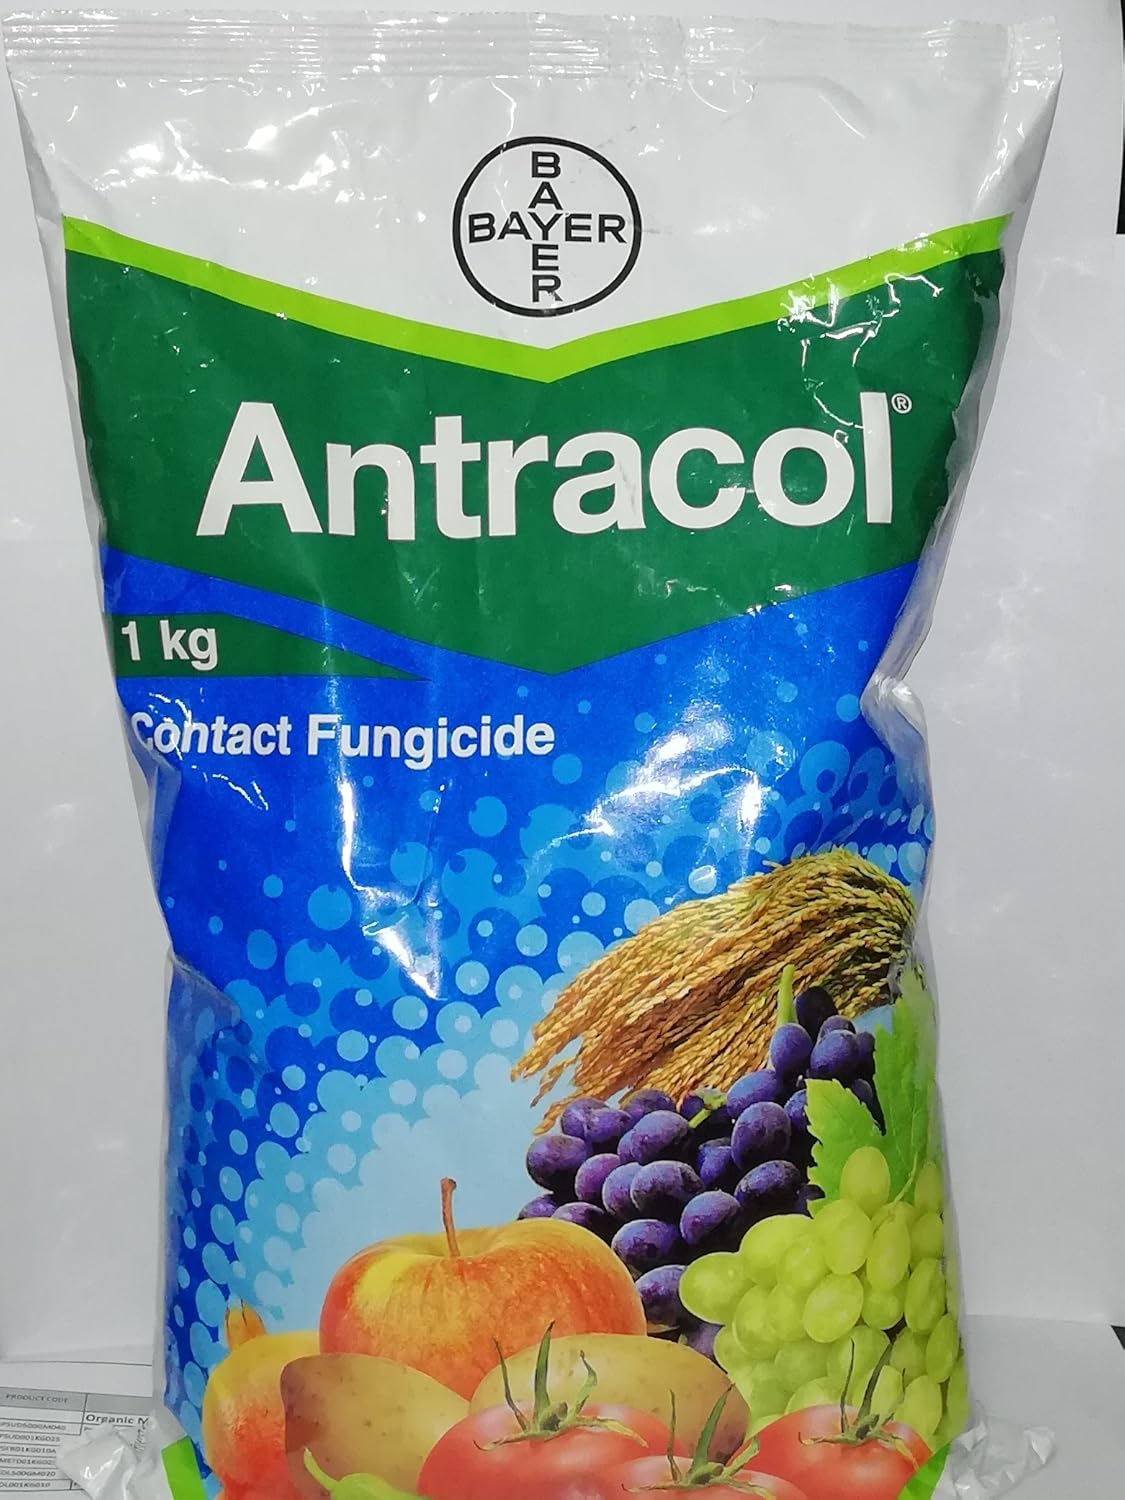 BAYER
BAYER
Antracol®
1 kg
Contact Fungicide
PRODUCT CODE
Organic M